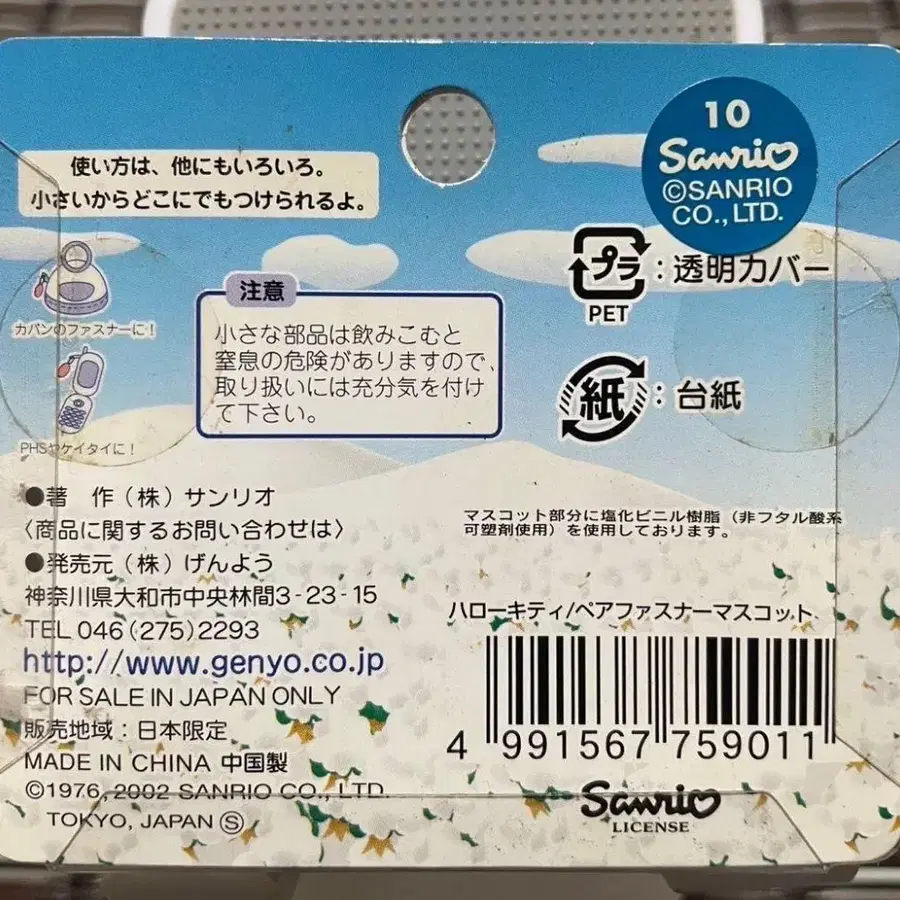 使い方は、他にもいろいろ。
小さいからどこにでもつけられるよ。
10
Sanrio
©SANRIO
CO., LTD.
カバンのファスナーに!
PHSやケイタイに!
注意
小さな部品は飲みこむと
窒息の危険がありますので、
取り扱いには充分気を付け
て下さい。
プラ:透明カバー
PET
紙:台紙
●著 作(株)サンリオ
〈商品に関するお問い合わせは〉
●発売元(株)げんよう
神奈川県大和市中央林間3-23-15
TEL 046(275)2293
http://www.genyo.co.jp
FOR SALE IN JAPAN ONLY
販売地域:日本限定
MADE IN CHINA 中国製
©1976, 2002 SANRIO CO., LTD.
TOKYO, JAPAN Ⓢ
マスコット部分に塩化ビニル樹脂(非フタル酸系
可塑剤使用)を使用しております。
ハローキティ/ペアファスナーマスコット
4 991567 759011
Sanrio
LICENSE